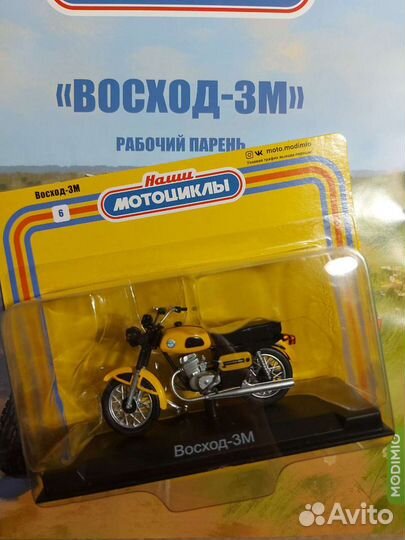 «ВОСХОД-3М»
РАБОЧИЙ ПАРЕНЬ
moto.modimio
Восход-3М
6
Наши
МОТОЦИКЛЫ
Восход-3М
MODIMIO
Avito